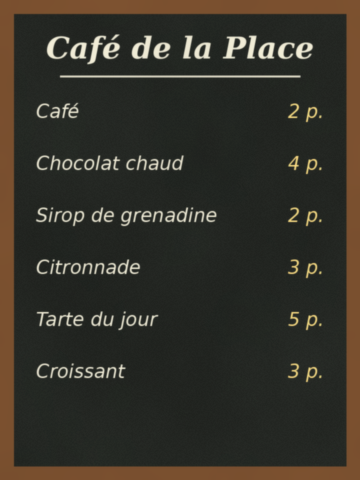 Café de la Place
Café 2 p.
Chocolat chaud 4 p.
Sirop de grenadine 2 p.
Citronnade 3 p.
Tarte du jour 5 p.
Croissant 3 p.